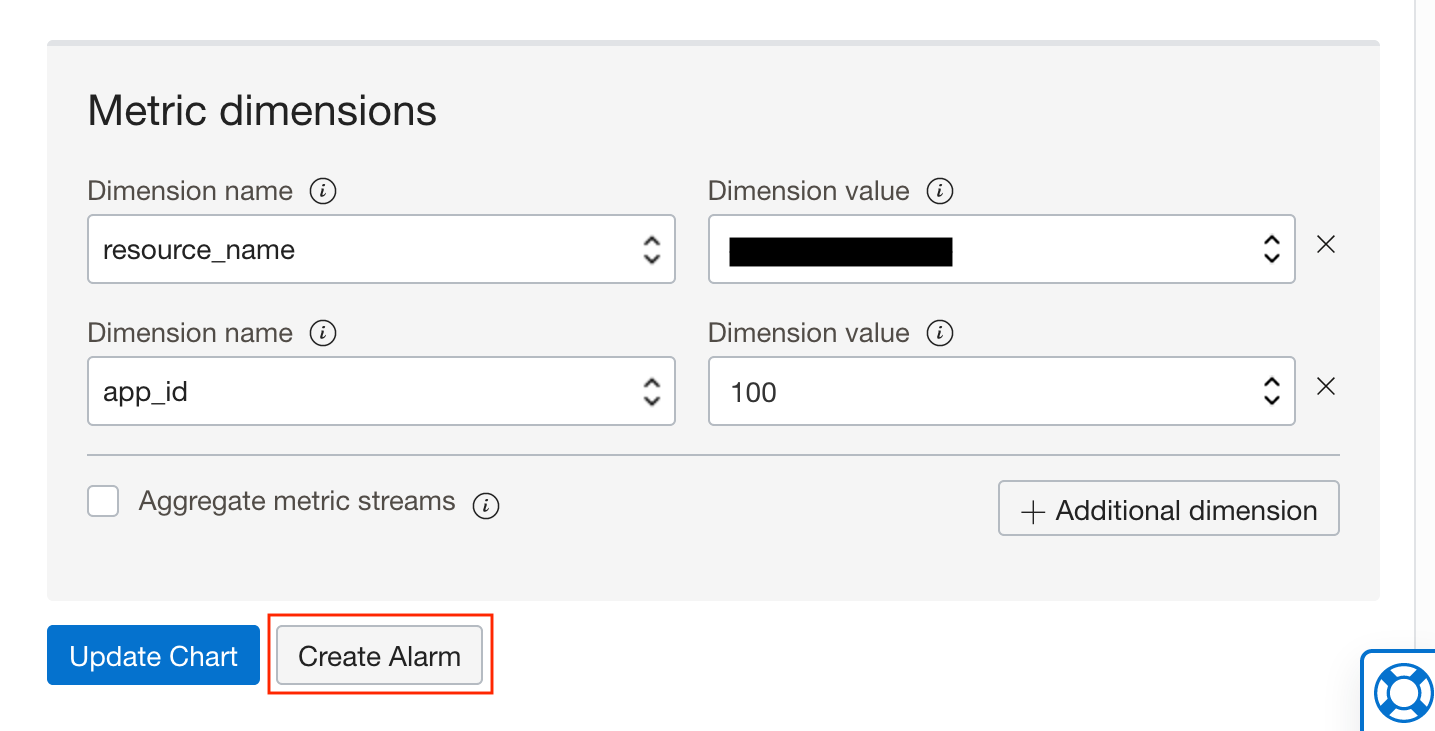 Metric dimensions
Dimension name Dimension value
resource_name
Dimension name Dimension value
app_id 100
Aggregate metric streams
+ Additional dimension
Update Chart Create Alarm